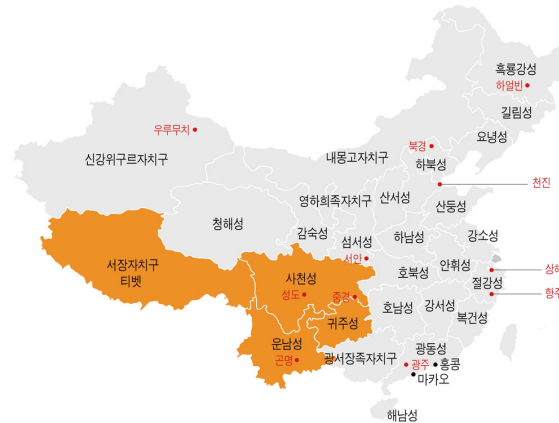 흑룡강성
하얼빈
길림성
요녕성
우루무치
북경
내몽고자치구
하북성
신강위구르자치구
천진
영하회족자치구
산서성
산둥성
청해성
감숙성
섬서성
하남성
강소성
서안
서장자치구
티벳
사천성
호북성
안휘성
상해
성도
중경
절강성
항주
호남성
강서성
귀주성
복건성
운남성
광동성
곤명
광서장족자치구
광주
홍콩
마카오
해남성